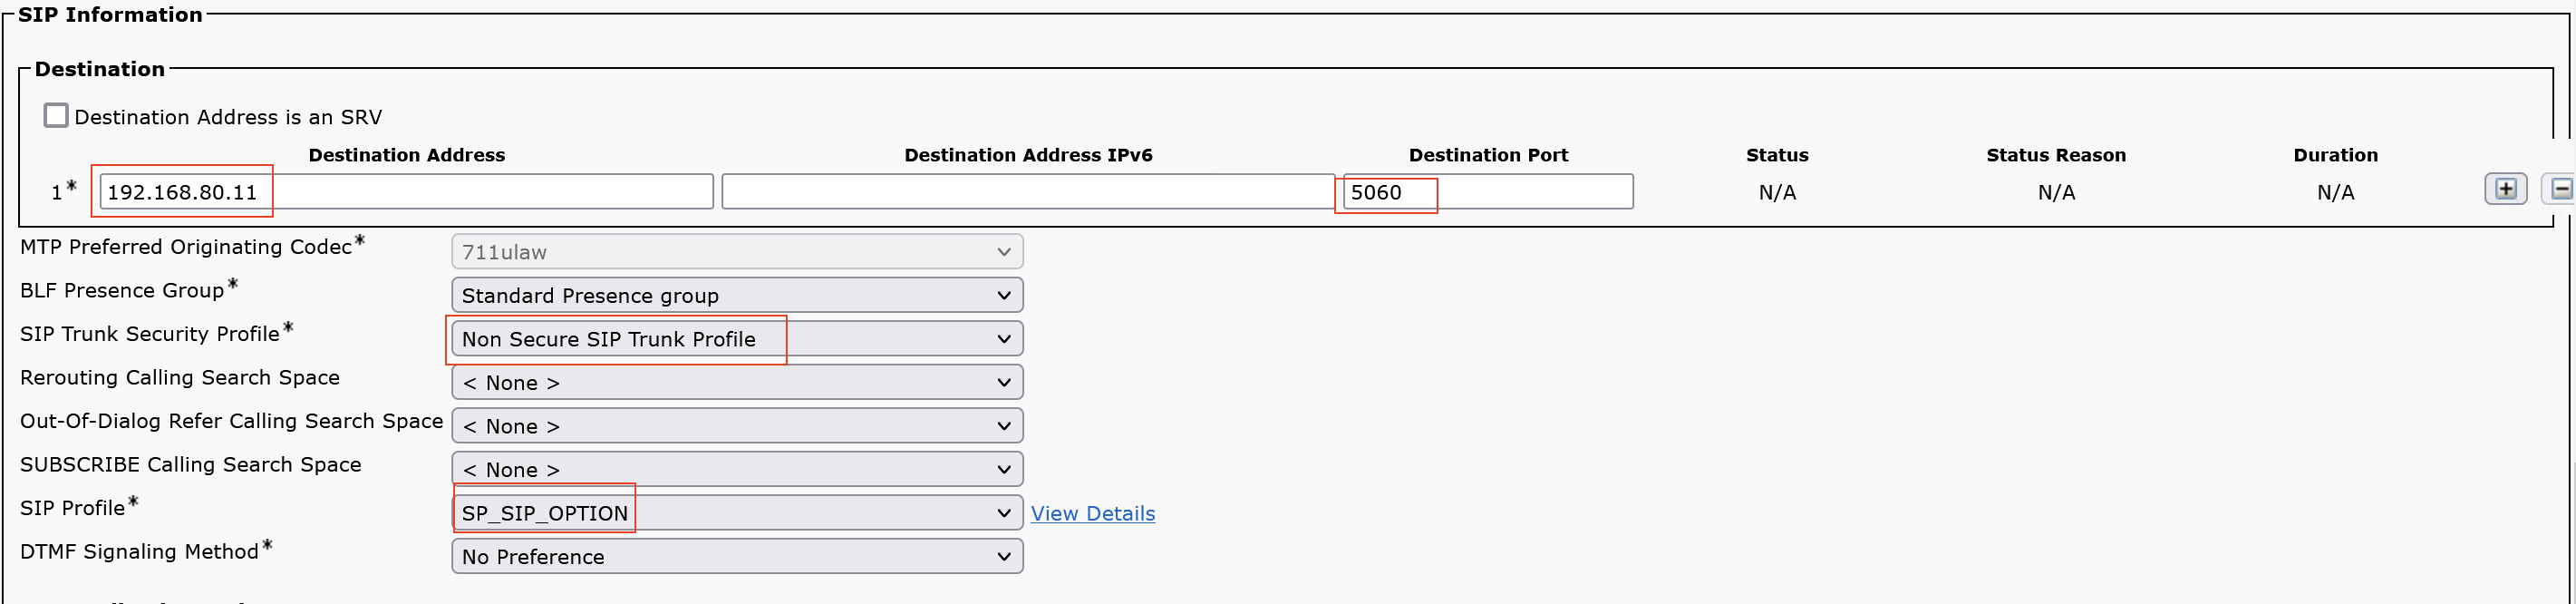 SIP Information
Destination
Destination Address is an SRV
Destination Address Destination Address IPv6 Destination Port Status Status Reason Duration
1* 192.168.80.11 5060 N/A N/A N/A
MTP Preferred Originating Codec* 711ulaw
BLF Presence Group* Standard Presence group
SIP Trunk Security Profile* Non Secure SIP Trunk Profile
Rerouting Calling Search Space < None >
Out-Of-Dialog Refer Calling Search Space < None >
SUBSCRIBE Calling Search Space < None >
SIP Profile* SP_SIP_OPTION View Details
DTMF Signaling Method* No Preference